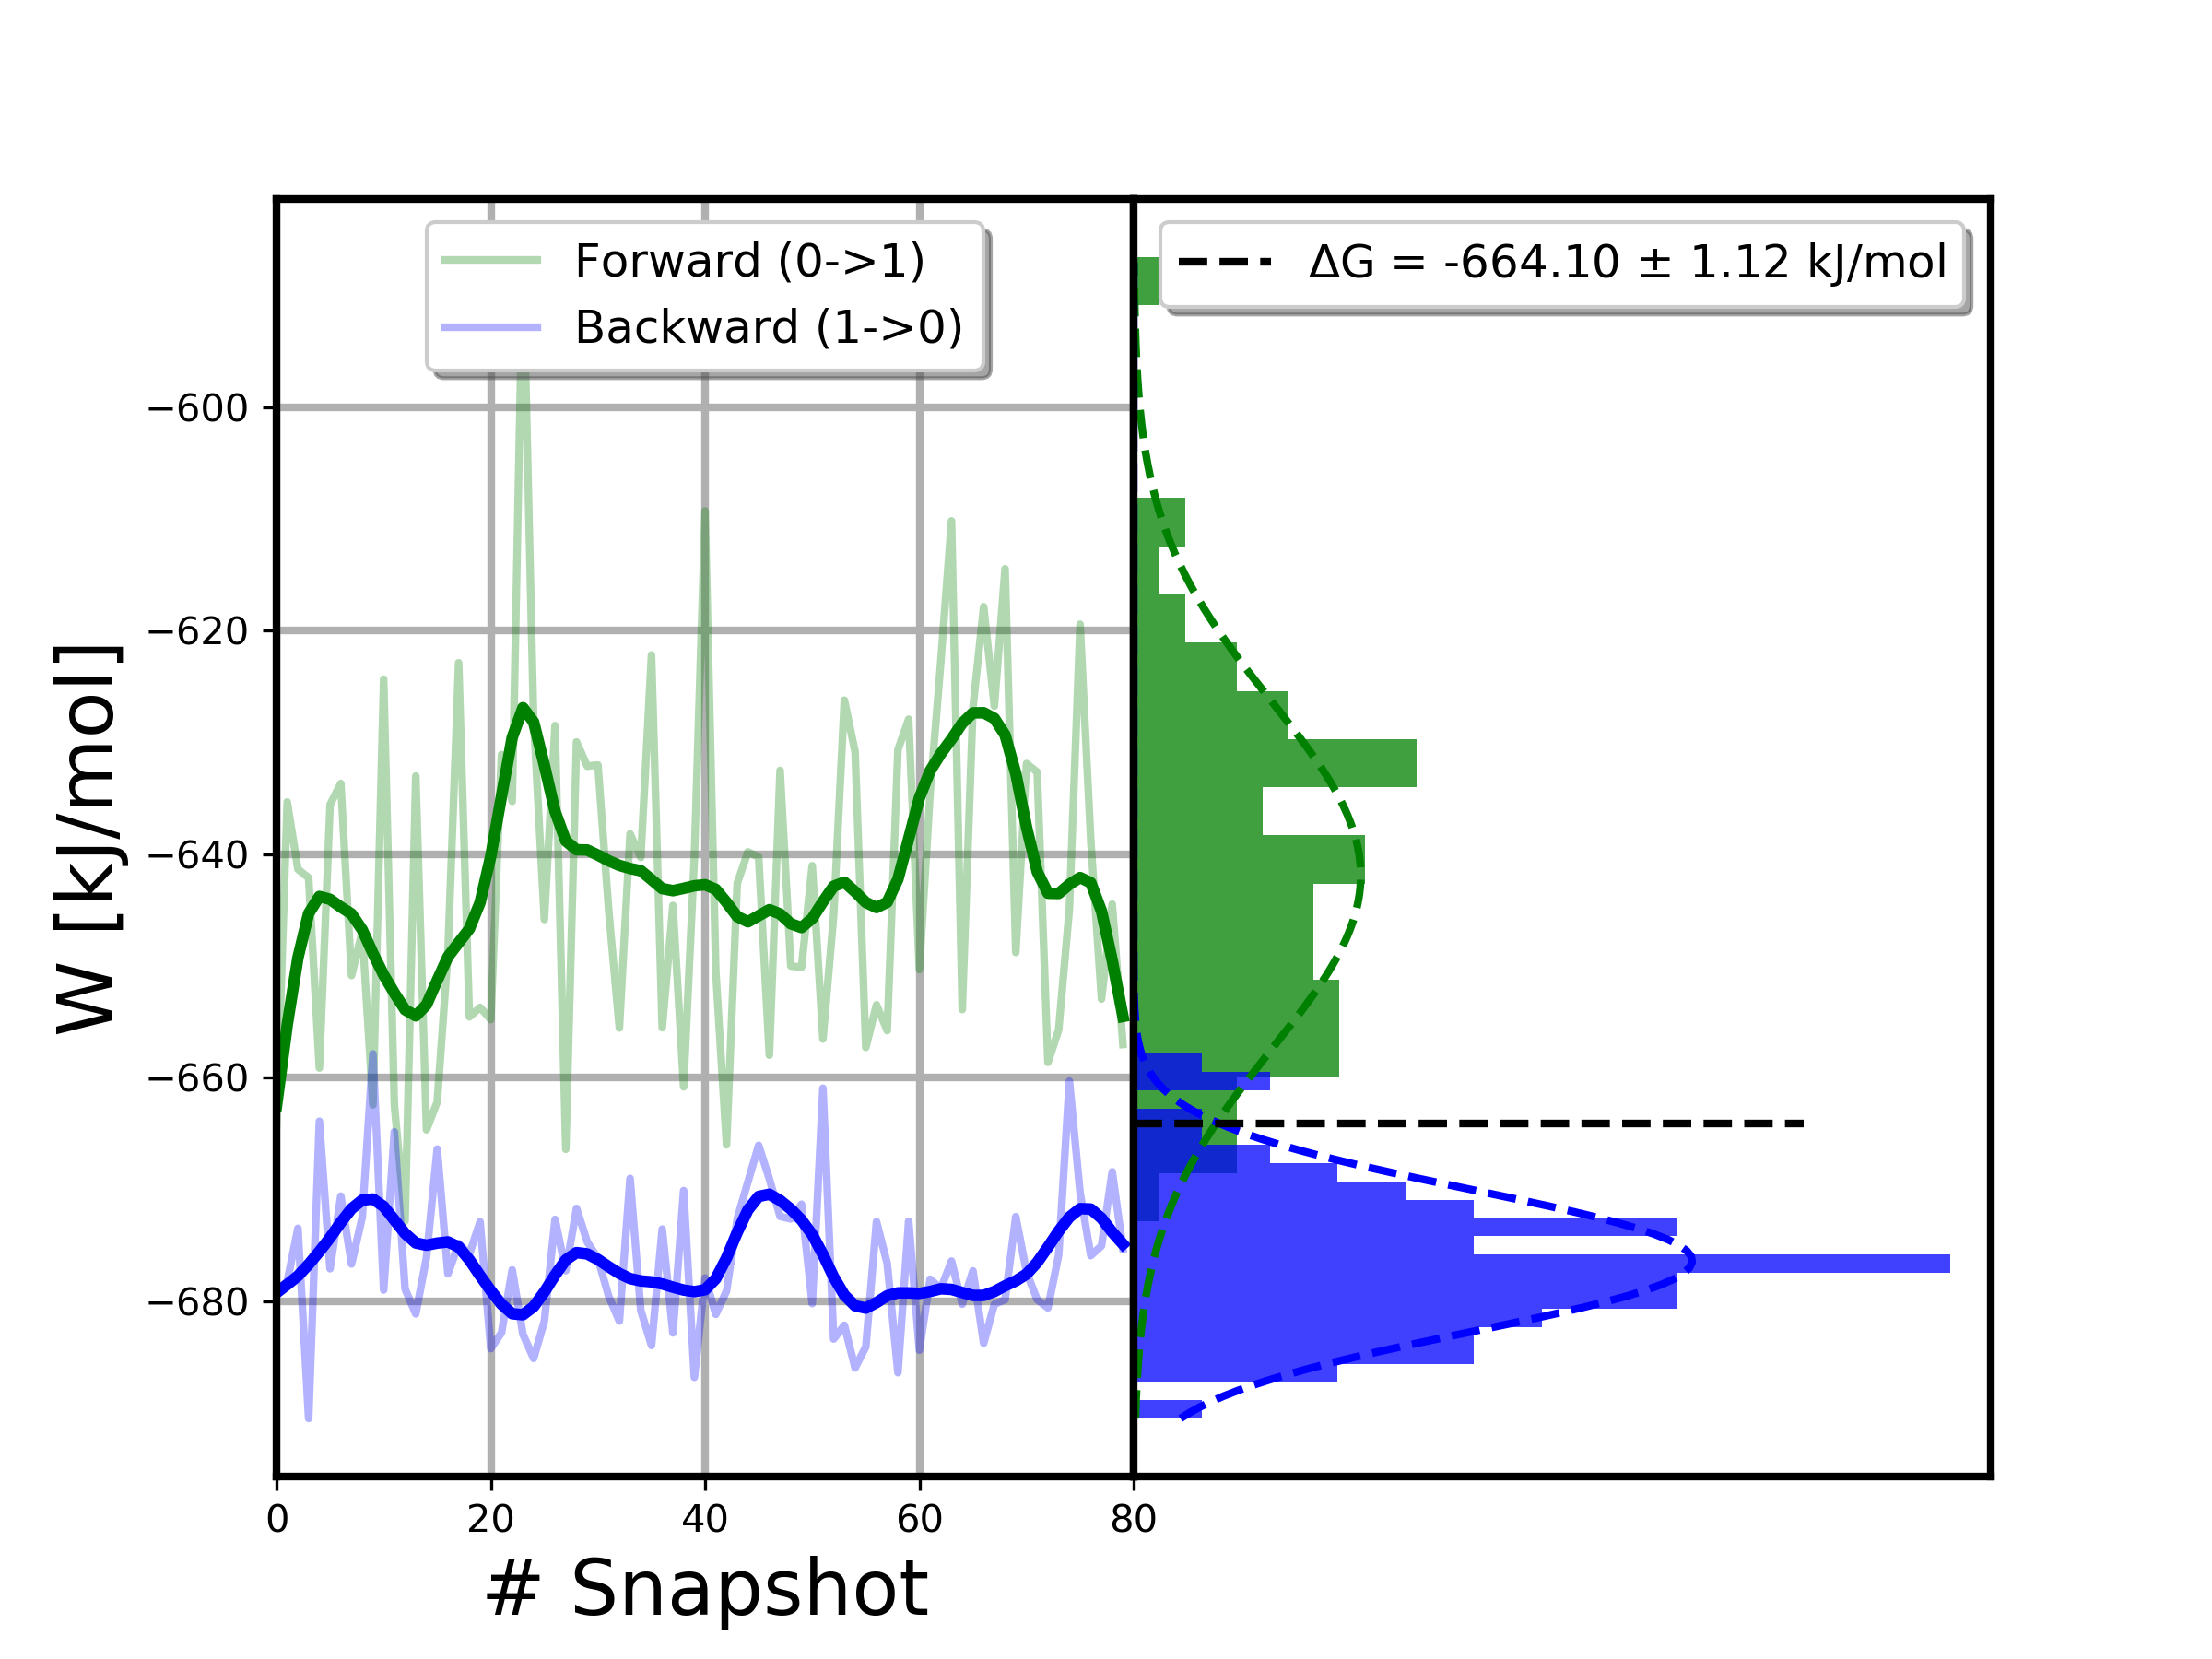 Forward (0->1)
Backward (1->0)
ΔG = -664.10 ± 1.12 kJ/mol
W [kJ/mol]
−600
−620
−640
−660
−680
0 20 40 60 80
# Snapshot